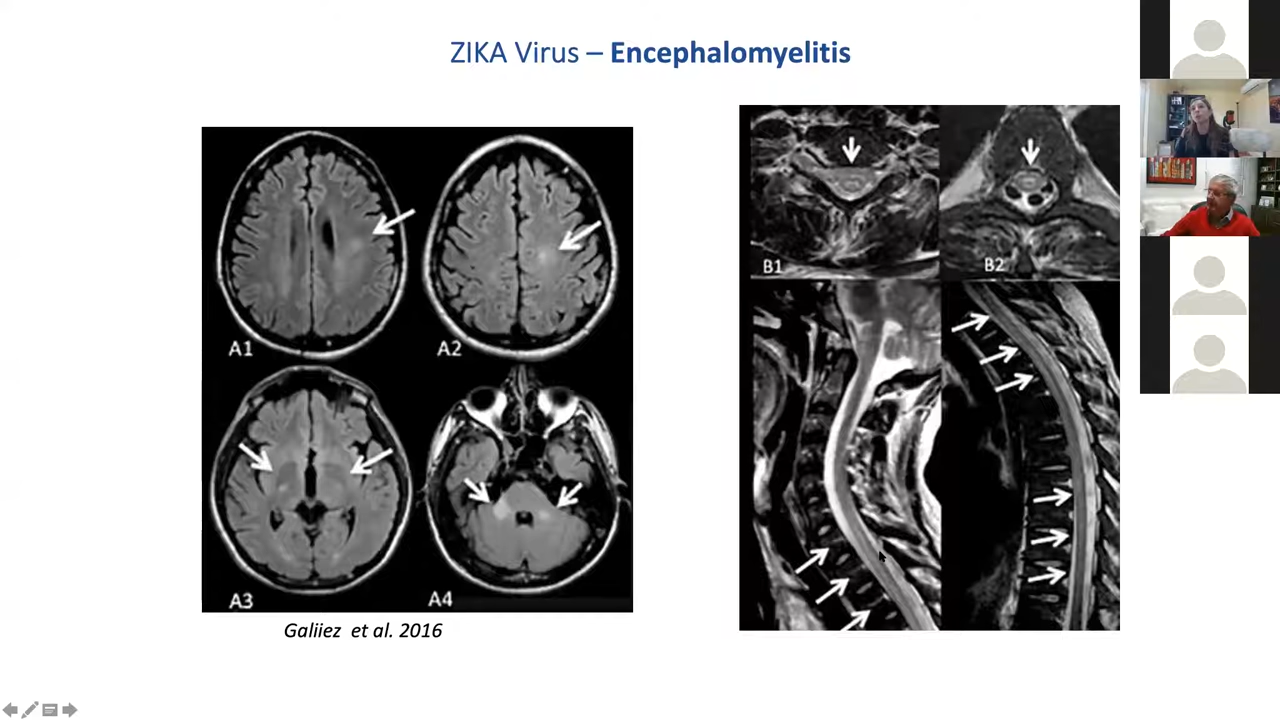 ZIKA Virus – Encephalomyelitis
A1
A2
A3
A4
Galiiez et al. 2016
B1
B2